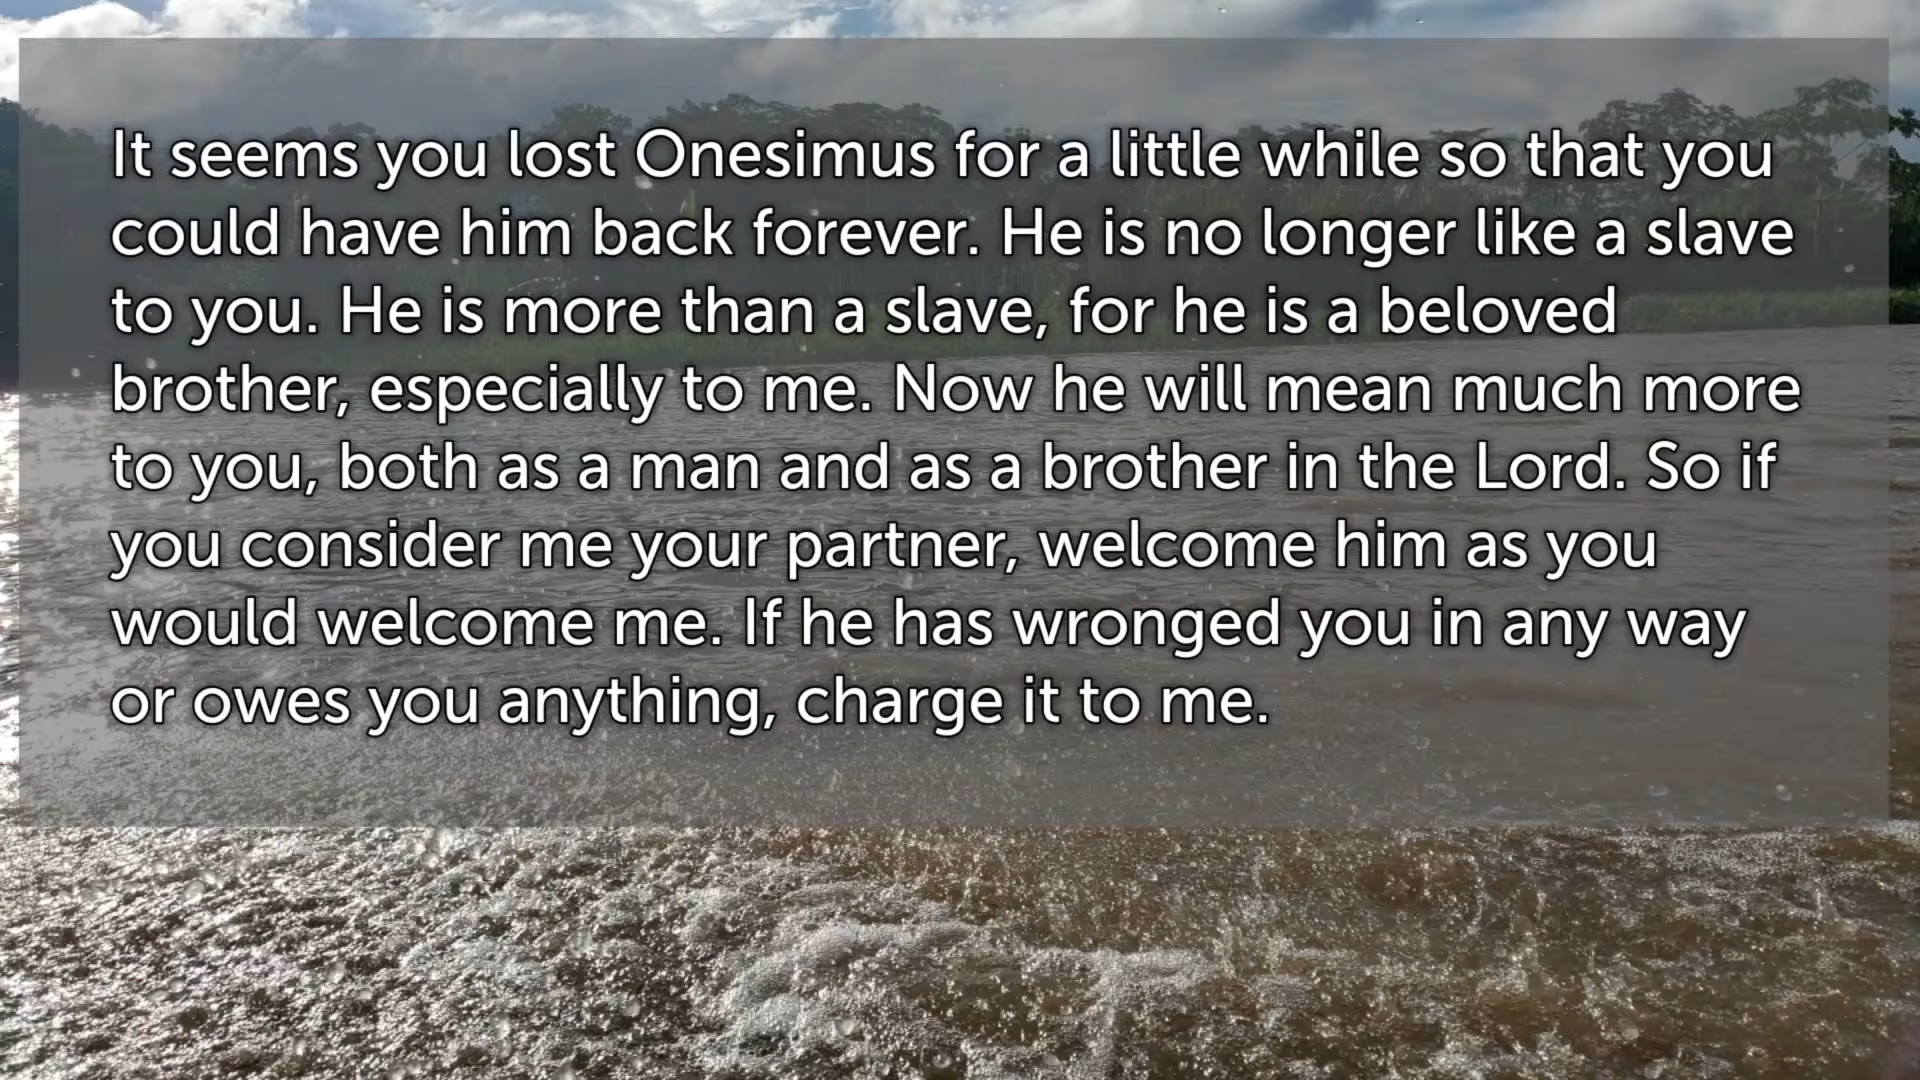 It seems you lost Onesimus for a little while so that you
could have him back forever. He is no longer like a slave
to you. He is more than a slave, for he is a beloved
brother, especially to me. Now he will mean much more
to you, both as a man and as a brother in the Lord. So if
you consider me your partner, welcome him as you
would welcome me. If he has wronged you in any way
or owes you anything, charge it to me.